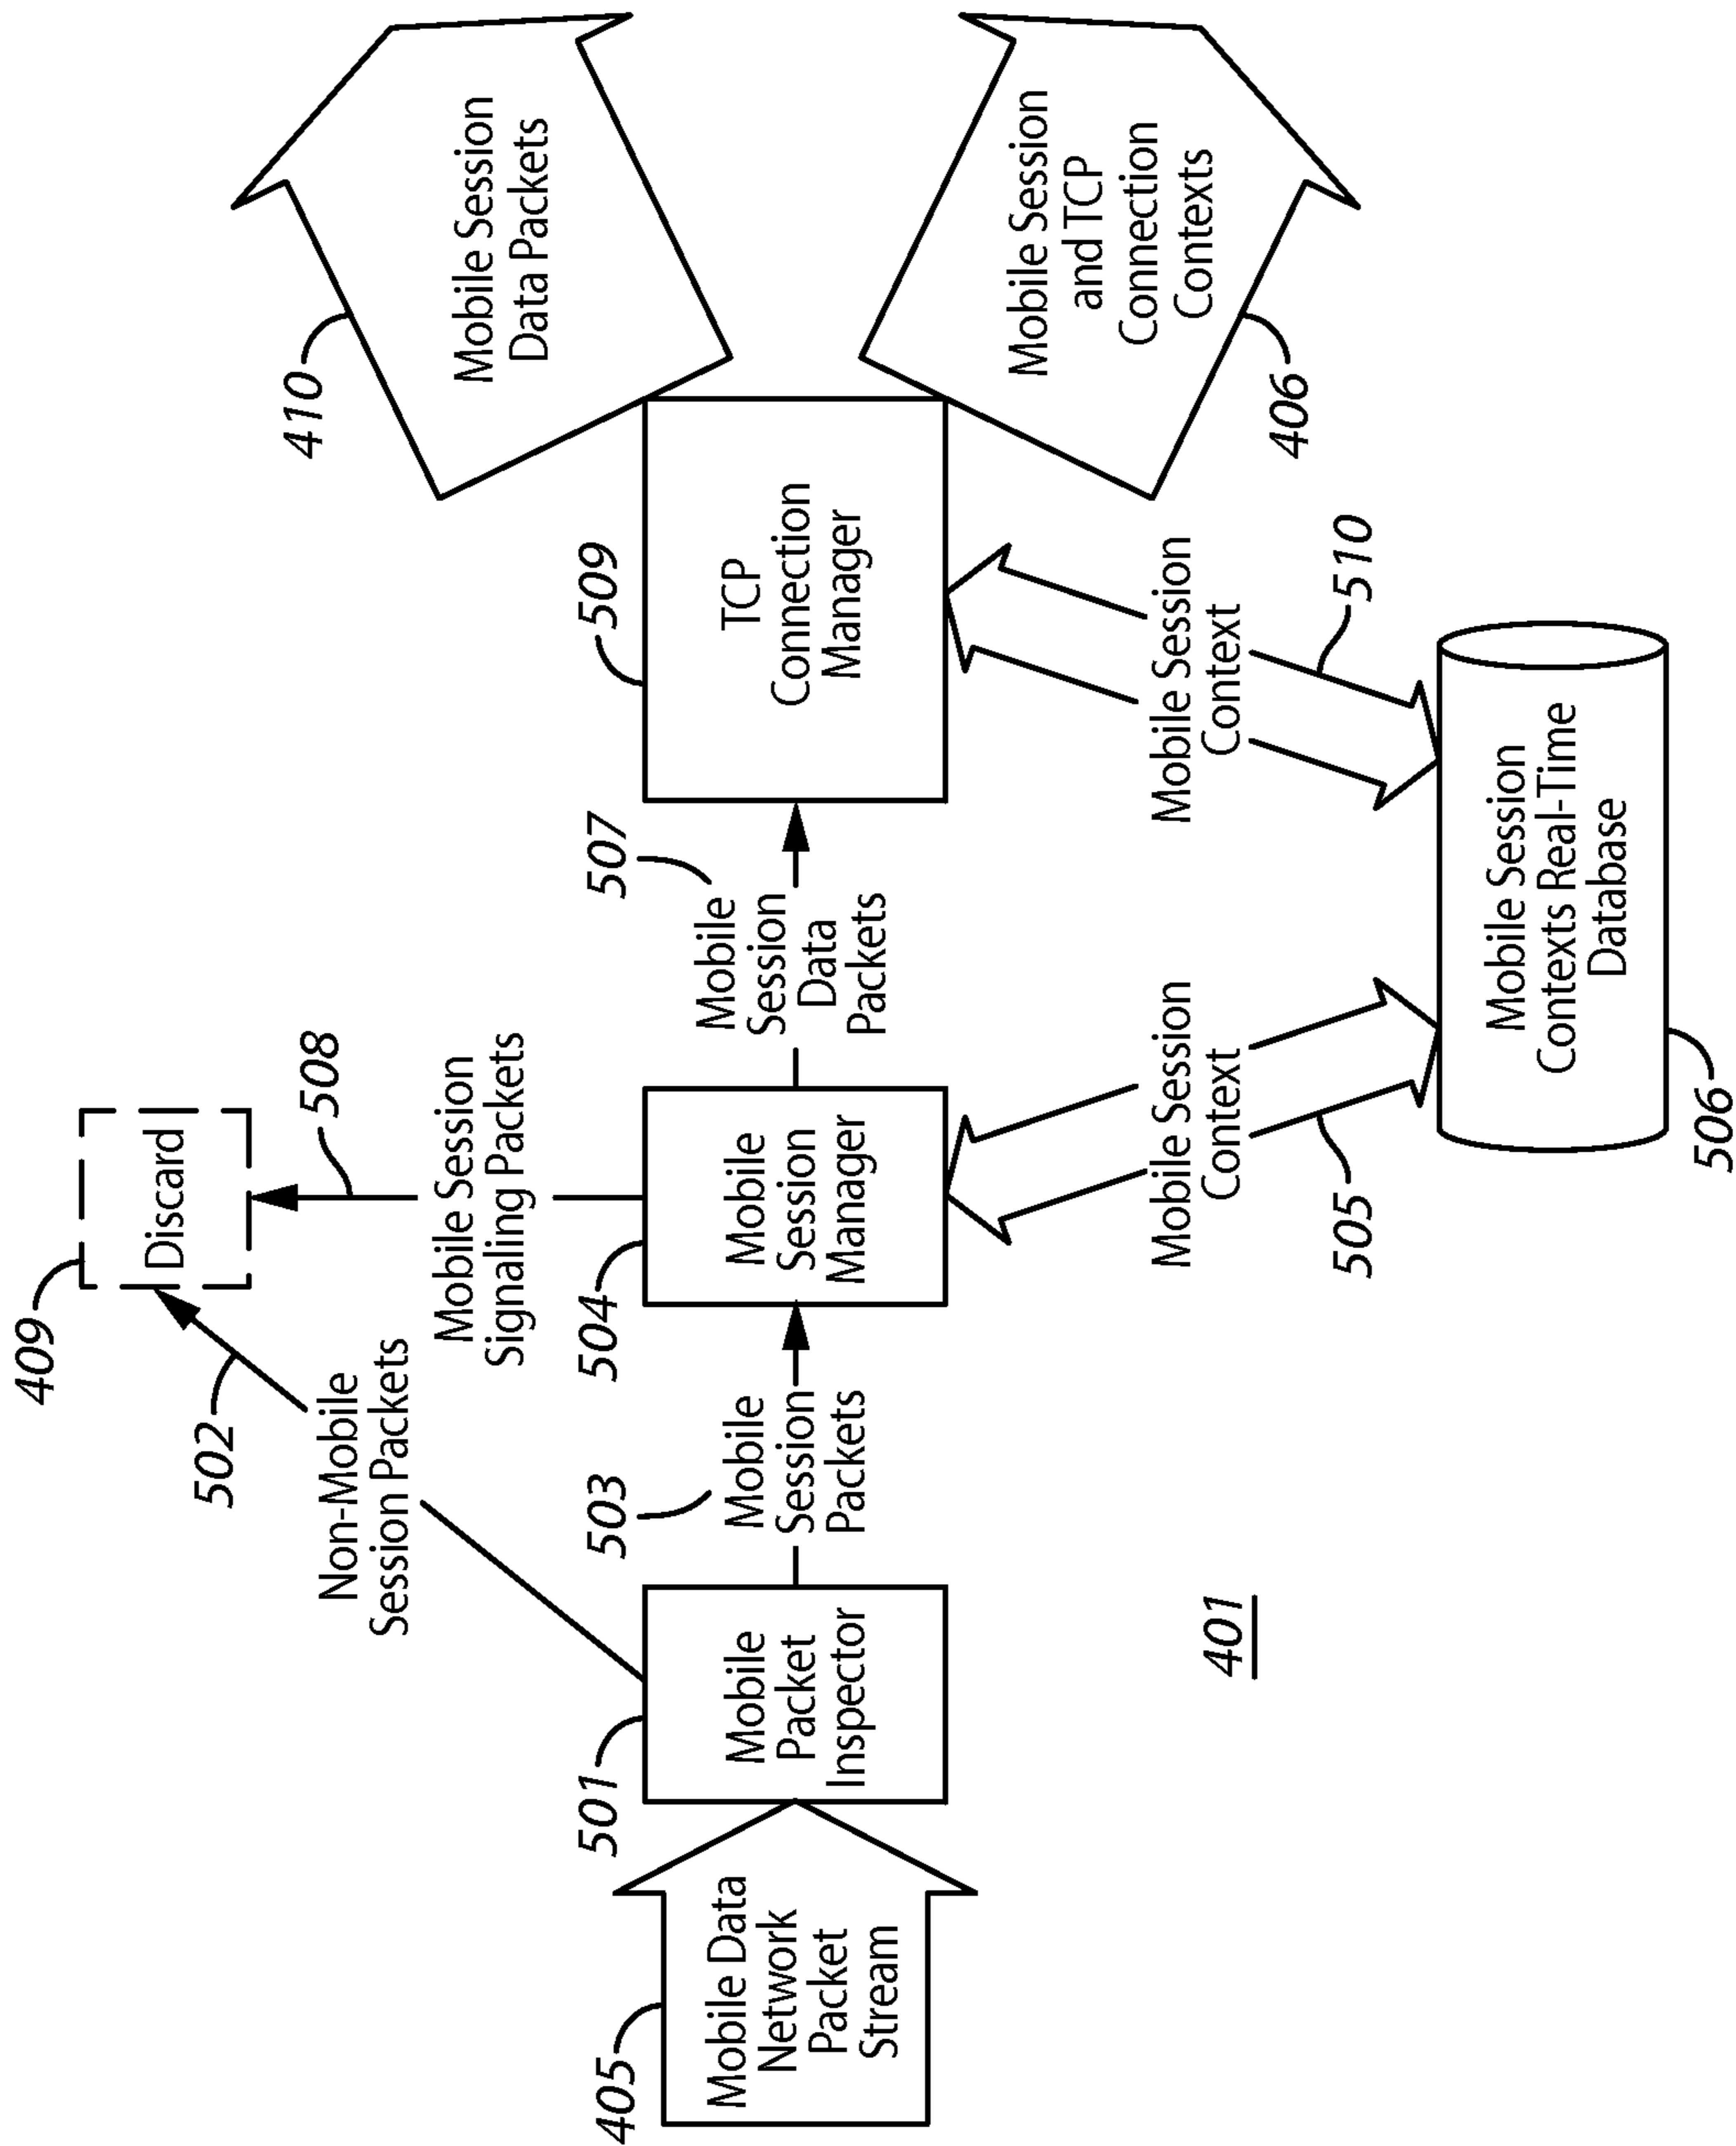 409
Discard
502
Non-Mobile
Session Packets
Mobile Session
Signaling Packets
508
410
Mobile Session
Data Packets
405
Mobile Data
Network
Packet
Stream
501
Mobile
Packet
Inspector
503
Mobile
Session
Packets
504
Mobile
Session
Manager
507
Mobile
Session
Data
Packets
509
TCP
Connection
Manager
Mobile Session
and TCP
Connection
Contexts
406
Mobile Session
Context
505
Mobile Session
Context
510
Mobile Session
Contexts Real-Time
Database
506
401